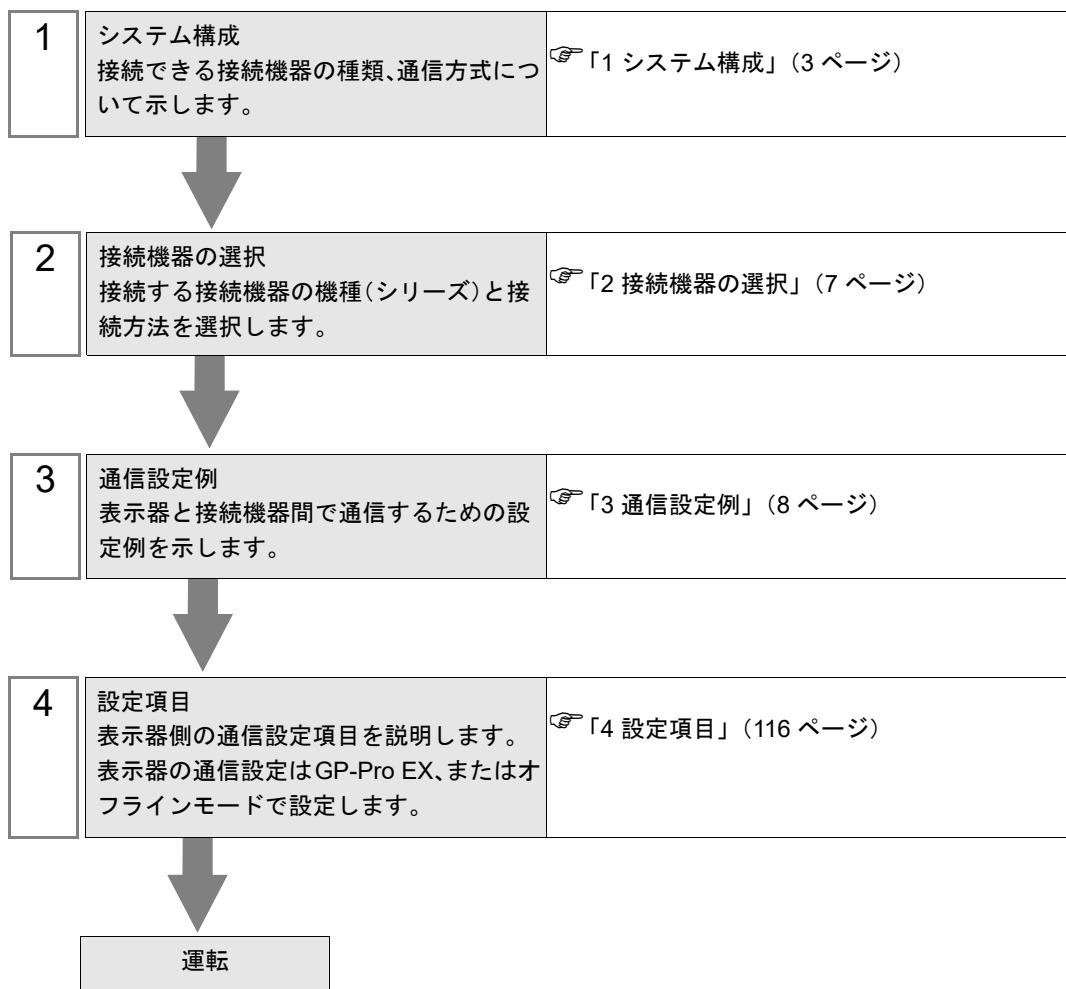 1
システム構成
接続できる接続機器の種類、通信方式につ
いて示します。
☞「1 システム構成」（3 ページ）
2
接続機器の選択
接続する接続機器の機種（シリーズ）と接
続方法を選択します。
☞「2 接続機器の選択」（7 ページ）
3
通信設定例
表示器と接続機器間で通信するための設
定例を示します。
☞「3 通信設定例」（8 ページ）
4
設定項目
表示器側の通信設定項目を説明します。
表示器の通信設定はGP-Pro EX、またはオ
フラインモードで設定します。
☞「4 設定項目」（116 ページ）
運転